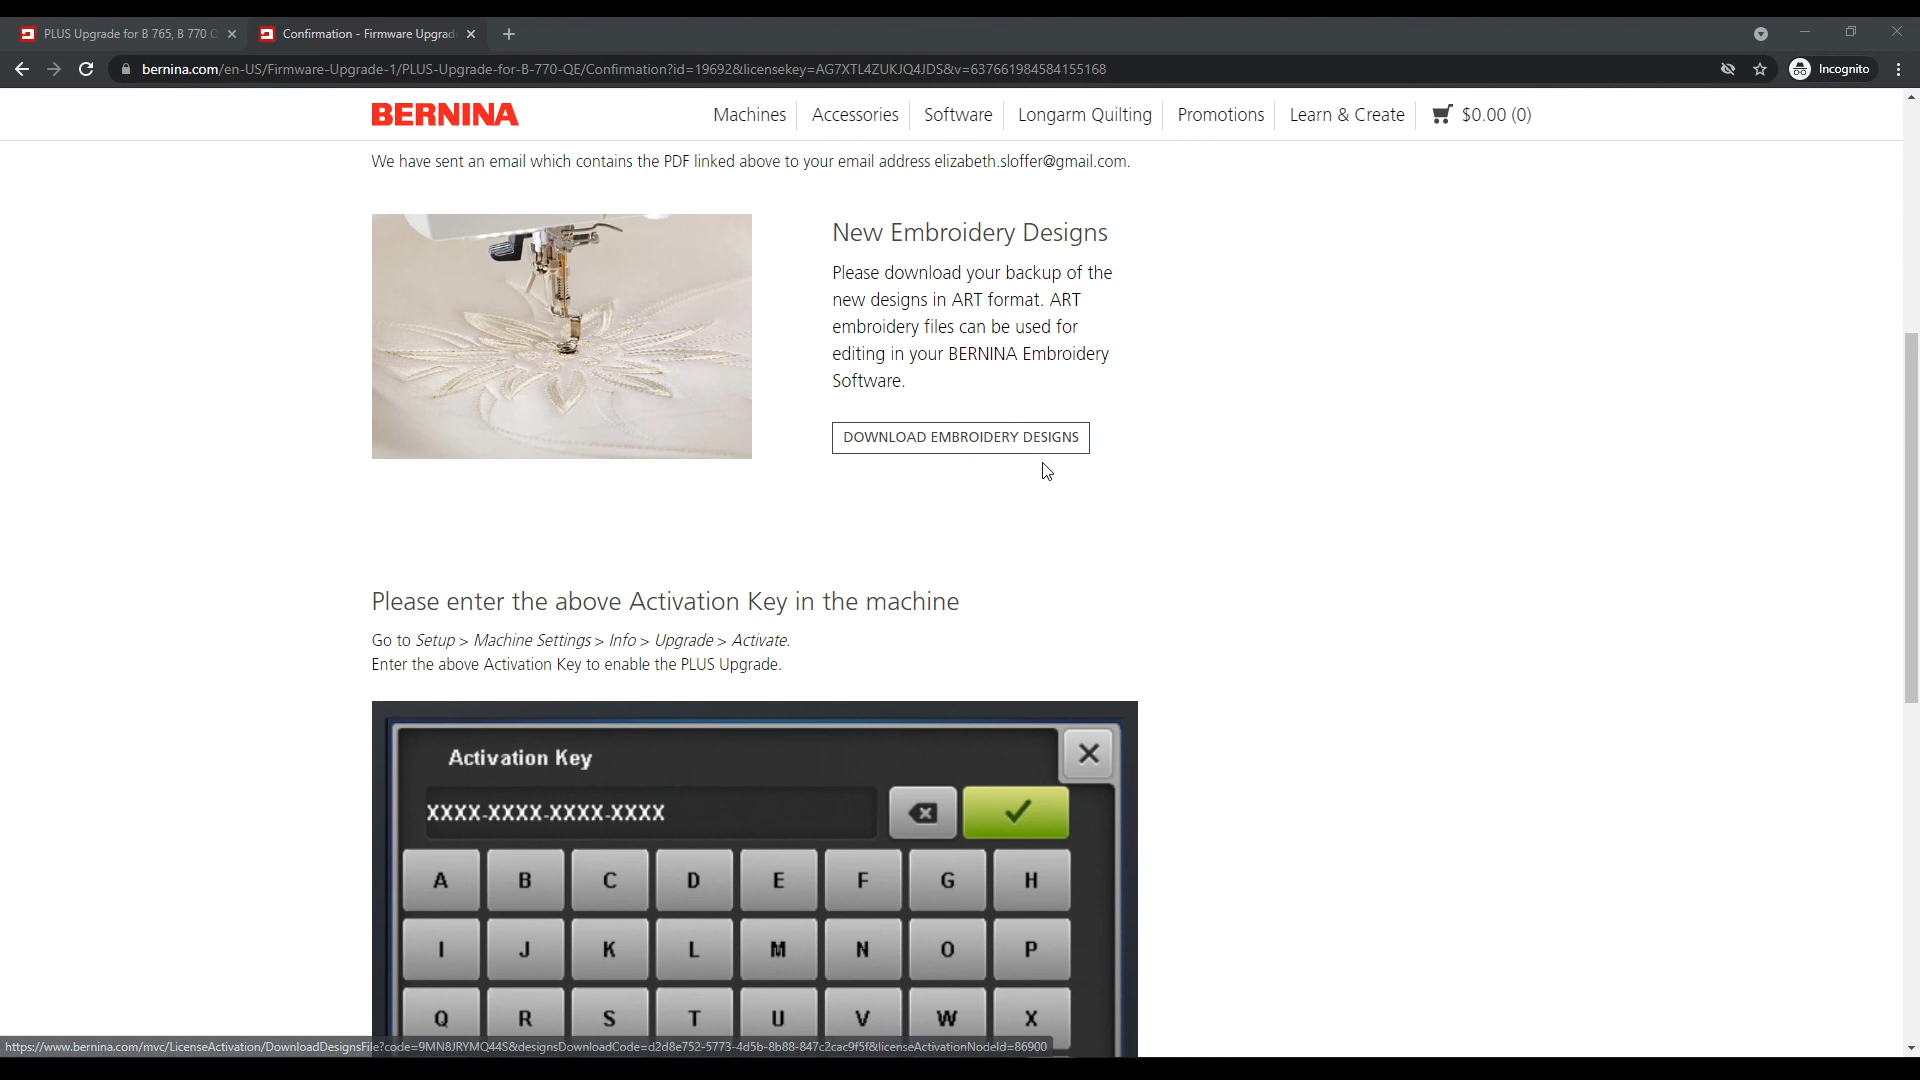 PLUS Upgrade for B 765, B 770 Q
Confirmation - Firmware Upgrad
bernina.com/en-US/Firmware-Upgrade-1/PLUS-Upgrade-for-B-770-QE/Confirmation?id=19692&licensekey=AG7XTL4ZUKJQ4JDS&v=637661984584155168
Incognito
BERNINA
Machines
Accessories
Software
Longarm Quilting
Promotions
Learn & Create
$0.00 (0)
We have sent an email which contains the PDF linked above to your email address elizabeth.sloffer@gmail.com.
New Embroidery Designs
Please download your backup of the
new designs in ART format. ART
embroidery files can be used for
editing in your BERNINA Embroidery
Software.
DOWNLOAD EMBROIDERY DESIGNS
Please enter the above Activation Key in the machine
Go to Setup > Machine Settings > Info > Upgrade > Activate.
Enter the above Activation Key to enable the PLUS Upgrade.
Activation Key
XXXX-XXXX-XXXX-XXXX
A B C D E F G H
I J K L M N O P
Q R S T U V W X
https://www.bernina.com/mvc/LicenseActivation/DownloadDesignsFile?code=9MN8JRYMQ44S&designsDownloadCode=d2d8e752-5773-4d5b-8b88-847c2cac9f5f&licenseActivationNodeId=86900